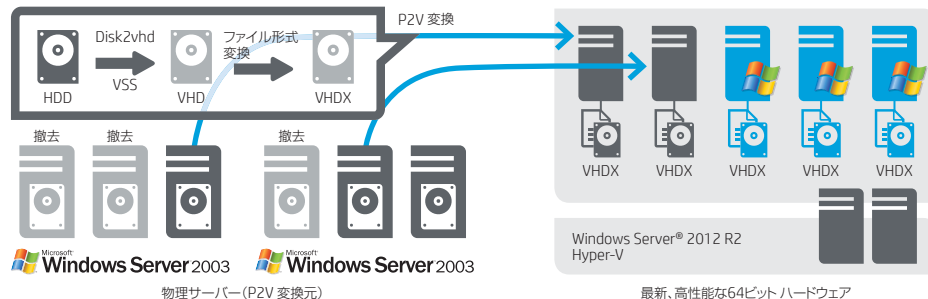 P2V 変換
Disk2vhd
VSS
ファイル形式
変換
HDD
VHD
VHDX
撤去
撤去
撤去
Microsoft
Windows Server 2003
Microsoft
Windows Server 2003
物理サーバー(P2V 変換元)
VHDX
VHDX
VHDX
VHDX
VHDX
Windows Server® 2012 R2
Hyper-V
最新、高性能な64ビット ハードウェア